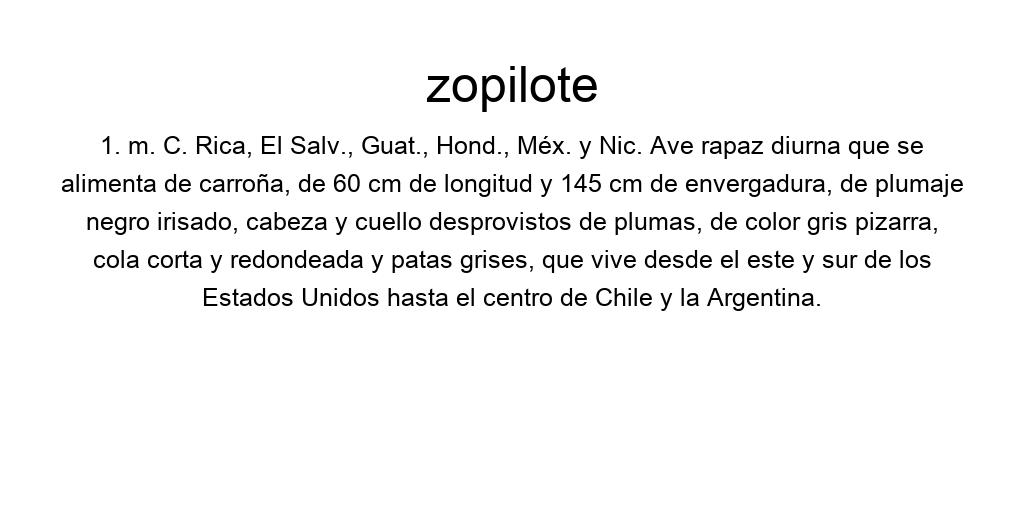 zopilote
1. m. C. Rica, El Salv., Guat., Hond., Méx. y Nic. Ave rapaz diurna que se
alimenta de carroña, de 60 cm de longitud y 145 cm de envergadura, de plumaje
negro irisado, cabeza y cuello desprovistos de plumas, de color gris pizarra,
cola corta y redondeada y patas grises, que vive desde el este y sur de los
Estados Unidos hasta el centro de Chile y la Argentina.